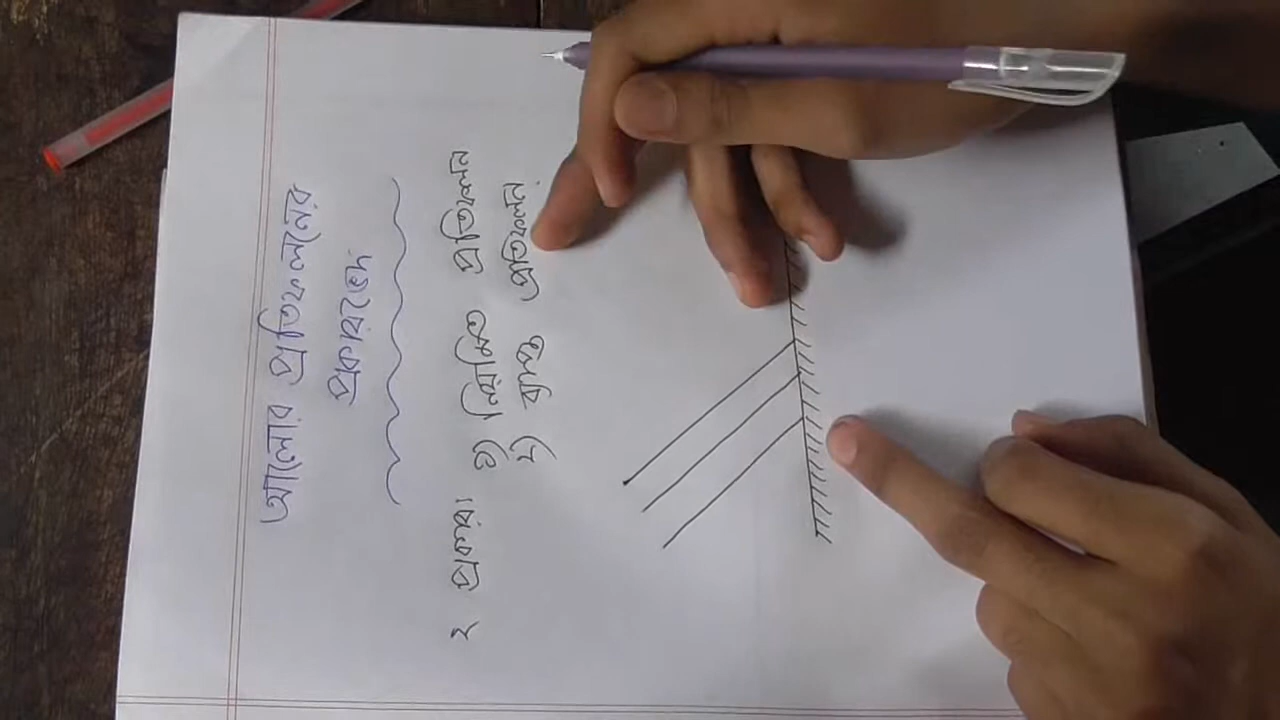 আলোর প্রতিফলনের
প্রকারভেদ
২ প্রকার। ১) নিয়মিত প্রতিফলন
২) ব্যাপ্ত প্রতিফলন